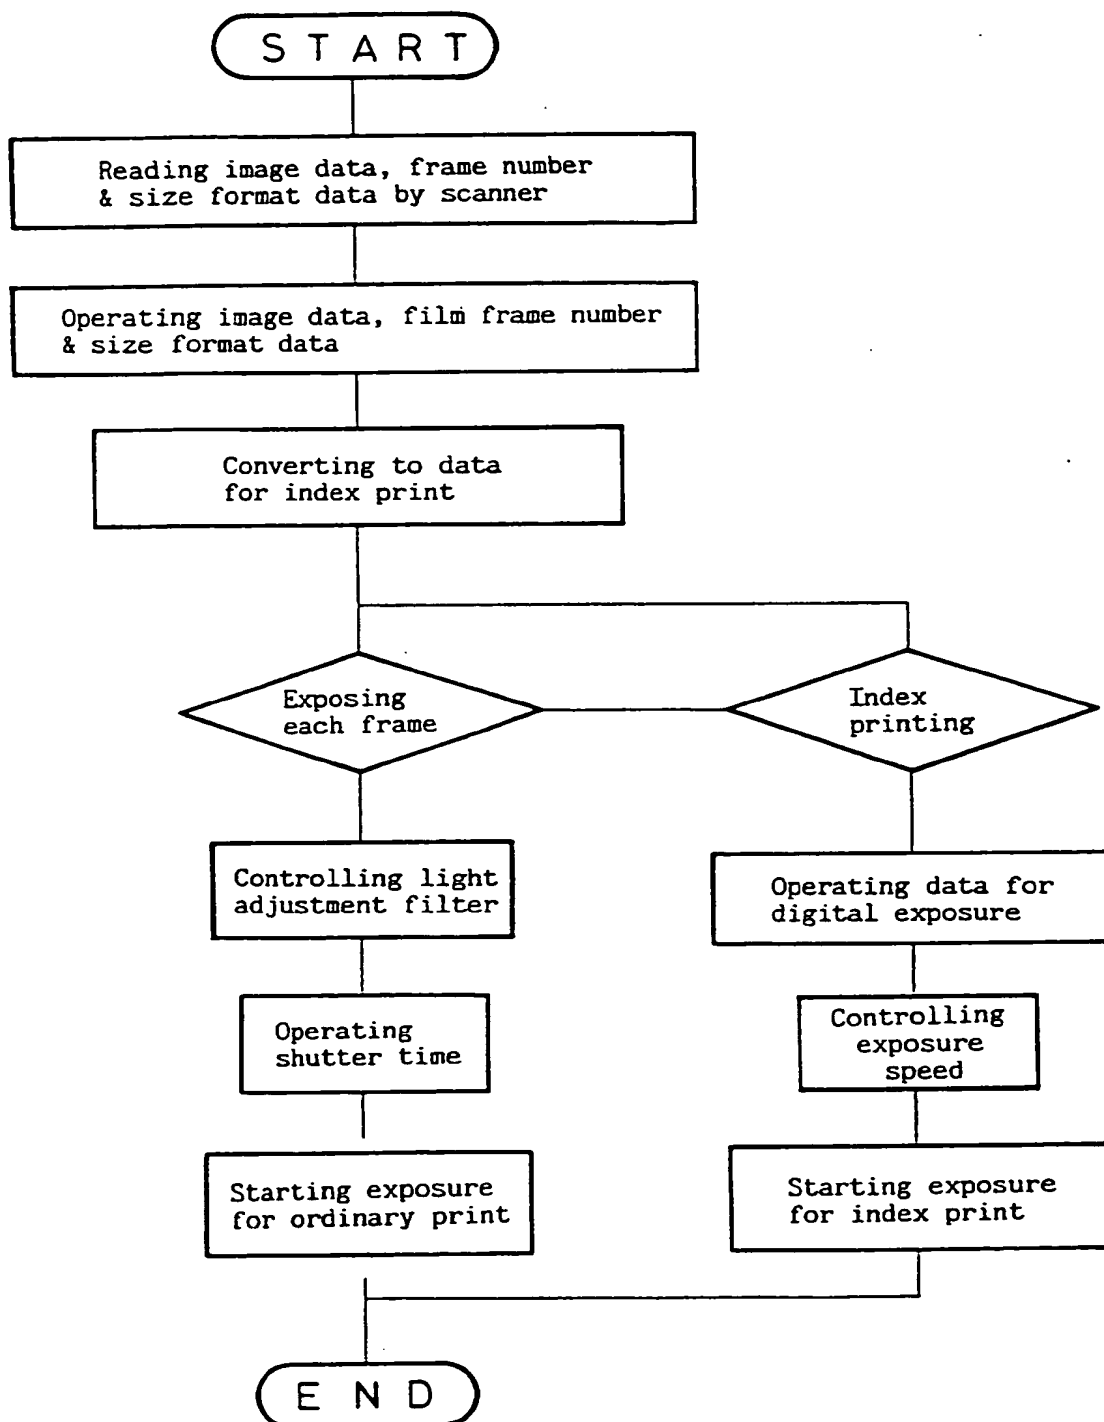 START
Reading image data, frame number
& size format data by scanner
Operating image data, film frame number
& size format data
Converting to data
for index print
Exposing
each frame
Index
printing
Controlling light
adjustment filter
Operating data for
digital exposure
Operating
shutter time
Controlling
exposure
speed
Starting exposure
for ordinary print
Starting exposure
for index print
END